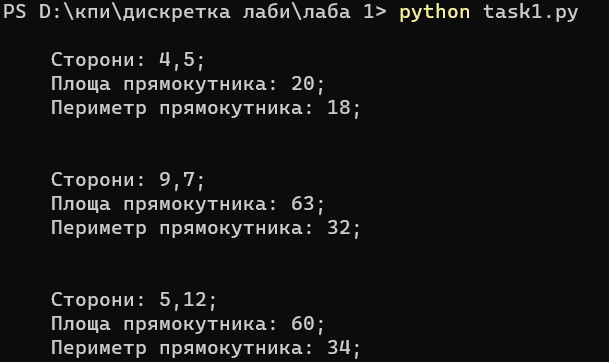 PS D:\кпи\дискретка лаби\лаба 1> python task1.py
Сторони: 4,5;
Площа прямокутника: 20;
Периметр прямокутника: 18;
Сторони: 9,7;
Площа прямокутника: 63;
Периметр прямокутника: 32;
Сторони: 5,12;
Площа прямокутника: 60;
Периметр прямокутника: 34;